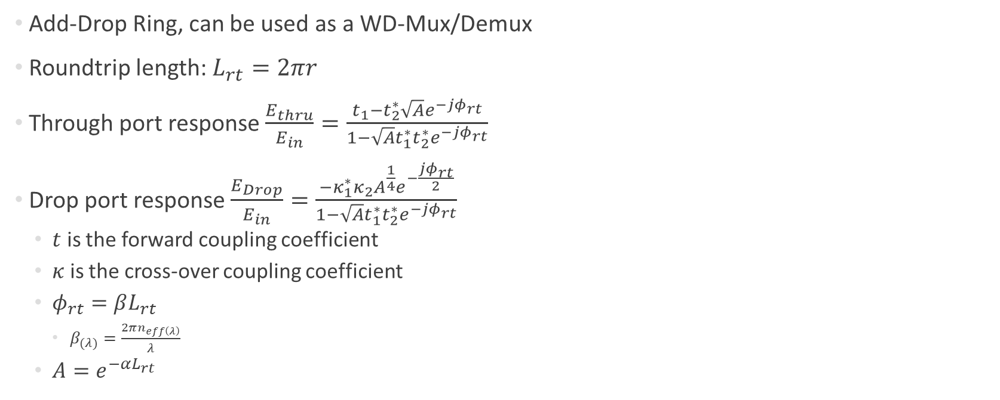 • Add-Drop Ring, can be used as a WD-Mux/Demux
• Roundtrip length: $L_{rt} = 2\pi r$
• Through port response $\frac{E_{thru}}{E_{in}} = \frac{t_1 - t_2^* \sqrt{A} e^{-j\phi_{rt}}}{1 - \sqrt{A} t_1^* t_2^* e^{-j\phi_{rt}}}$
• Drop port response $\frac{E_{Drop}}{E_{in}} = \frac{-\kappa_1^* \kappa_2 A^{\frac{1}{4}} e^{-\frac{j\phi_{rt}}{2}}}{1 - \sqrt{A} t_1^* t_2^* e^{-j\phi_{rt}}}$
• $t$ is the forward coupling coefficient
• $\kappa$ is the cross-over coupling coefficient
• $\phi_{rt} = \beta L_{rt}$
• $\beta_{(\lambda)} = \frac{2\pi n_{eff(\lambda)}}{\lambda}$
• $A = e^{-\alpha L_{rt}}$